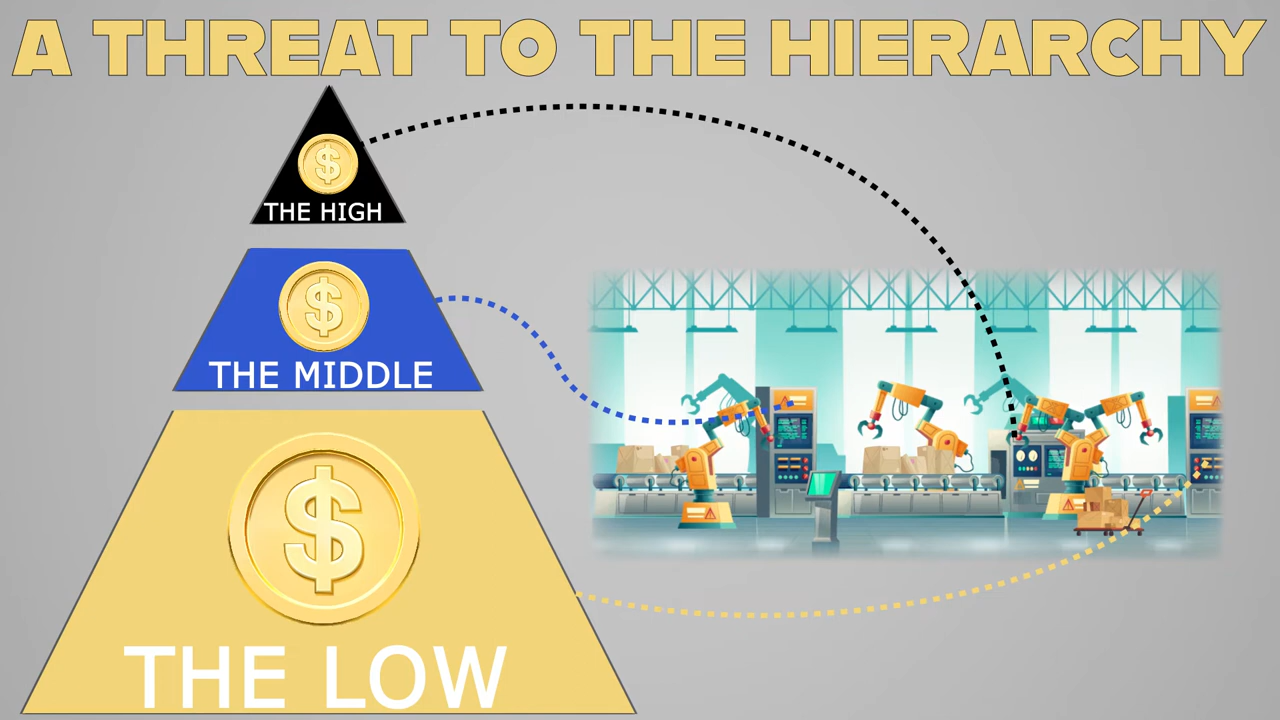 A THREAT TO THE HIERARCHY
$
THE HIGH
$
THE MIDDLE
$
THE LOW